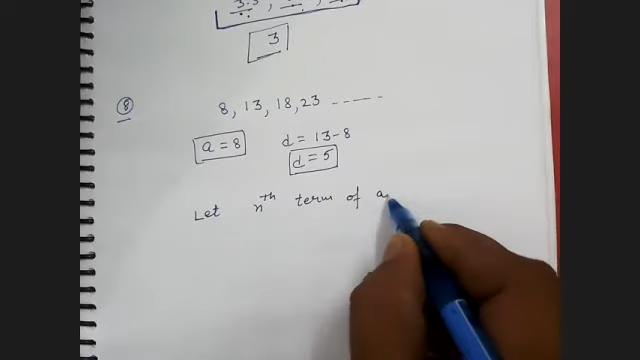 3
8
8, 13, 18, 23 -----
a = 8 d = 13-8
d = 5
Let nth term of a